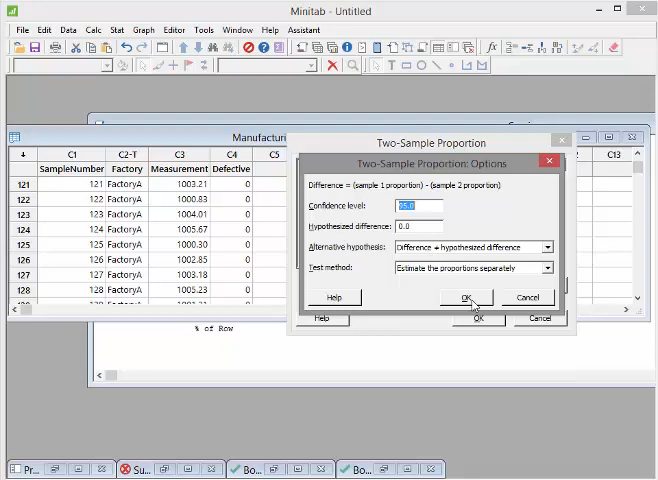 Minitab - Untitled
File Edit Data Calc Stat Graph Editor Tools Window Help Assistant
Manufacturi
C1 C2-T C3 C4 C5 C13
SampleNumber Factory Measurement Defective
121 121 FactoryA 1003.21 0
122 122 FactoryA 1000.83 0
123 123 FactoryA 1004.01 0
124 124 FactoryA 1005.67 0
125 125 FactoryA 1000.30 0
126 126 FactoryA 1002.85 0
127 127 FactoryA 1003.18 0
128 128 FactoryA 1005.23 0
Two-Sample Proportion
Two-Sample Proportion: Options
Difference = (sample 1 proportion) - (sample 2 proportion)
Confidence level: 95.0
Hypothesized difference: 0.0
Alternative hypothesis: Difference ≠ hypothesized difference
Test method: Estimate the proportions separately
Help OK Cancel
Help OK Cancel
% of Row
Pr... Su... Bo... Bo...